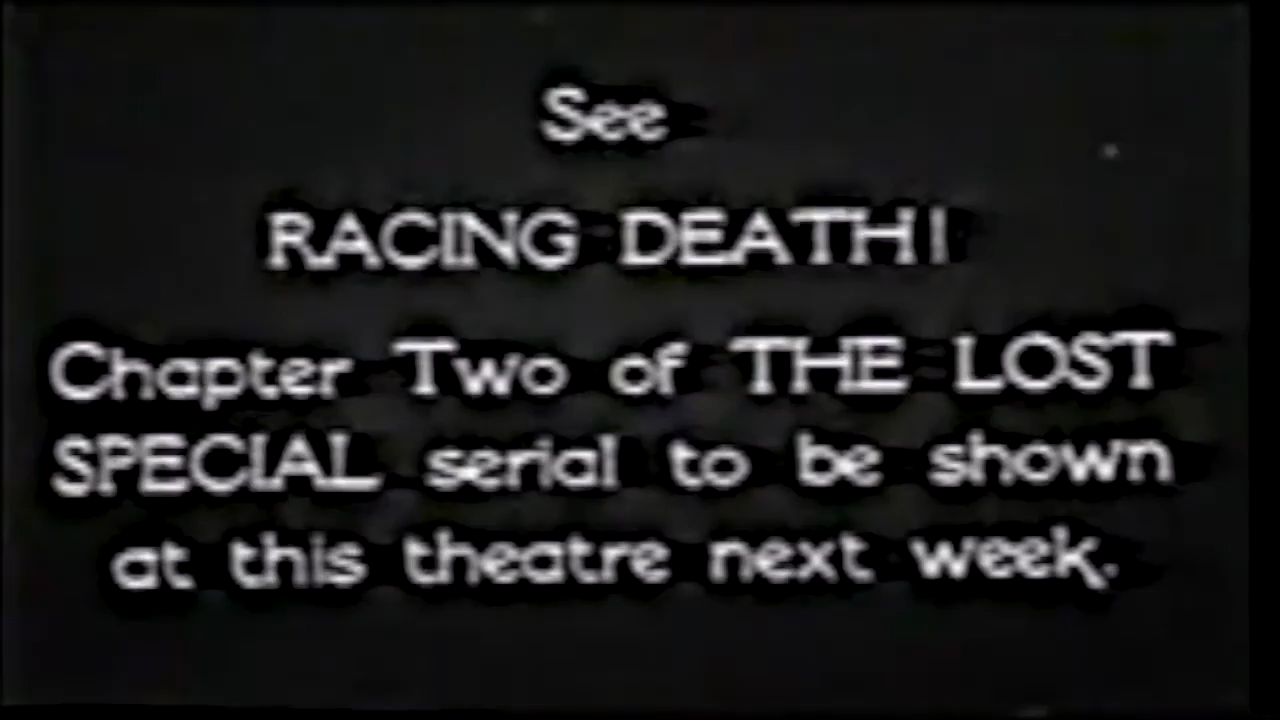 See
RACING DEATH!
Chapter Two of THE LOST
SPECIAL serial to be shown
at this theatre next week.